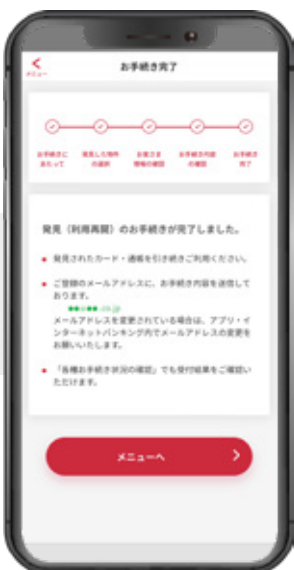 メニュー
お手続き完了
お手続きに
あたって
発見した物件
の選択
お客さま
情報の確認
お手続き内容
の確認
お手続き
完了
発見（利用再開）のお手続きが完了しました。
発見されたカード・通帳を引き続きご利用ください。
ご登録のメールアドレスに、お手続き内容を送信して
おります。
●●@●●.co.jp
メールアドレスを変更されている場合は、アプリ・イ
ンターネットバンキング内でメールアドレスの変更を
お願いいたします。
「各種お手続き状況の確認」でも受付結果をご確認い
ただけます。
メニューへ